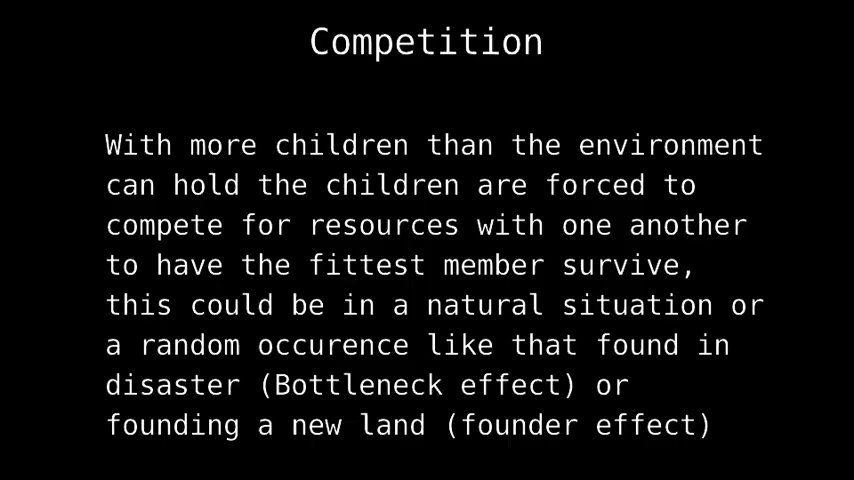 Competition
With more children than the environment
can hold the children are forced to
compete for resources with one another
to have the fittest member survive,
this could be in a natural situation or
a random occurence like that found in
disaster (Bottleneck effect) or
founding a new land (founder effect)